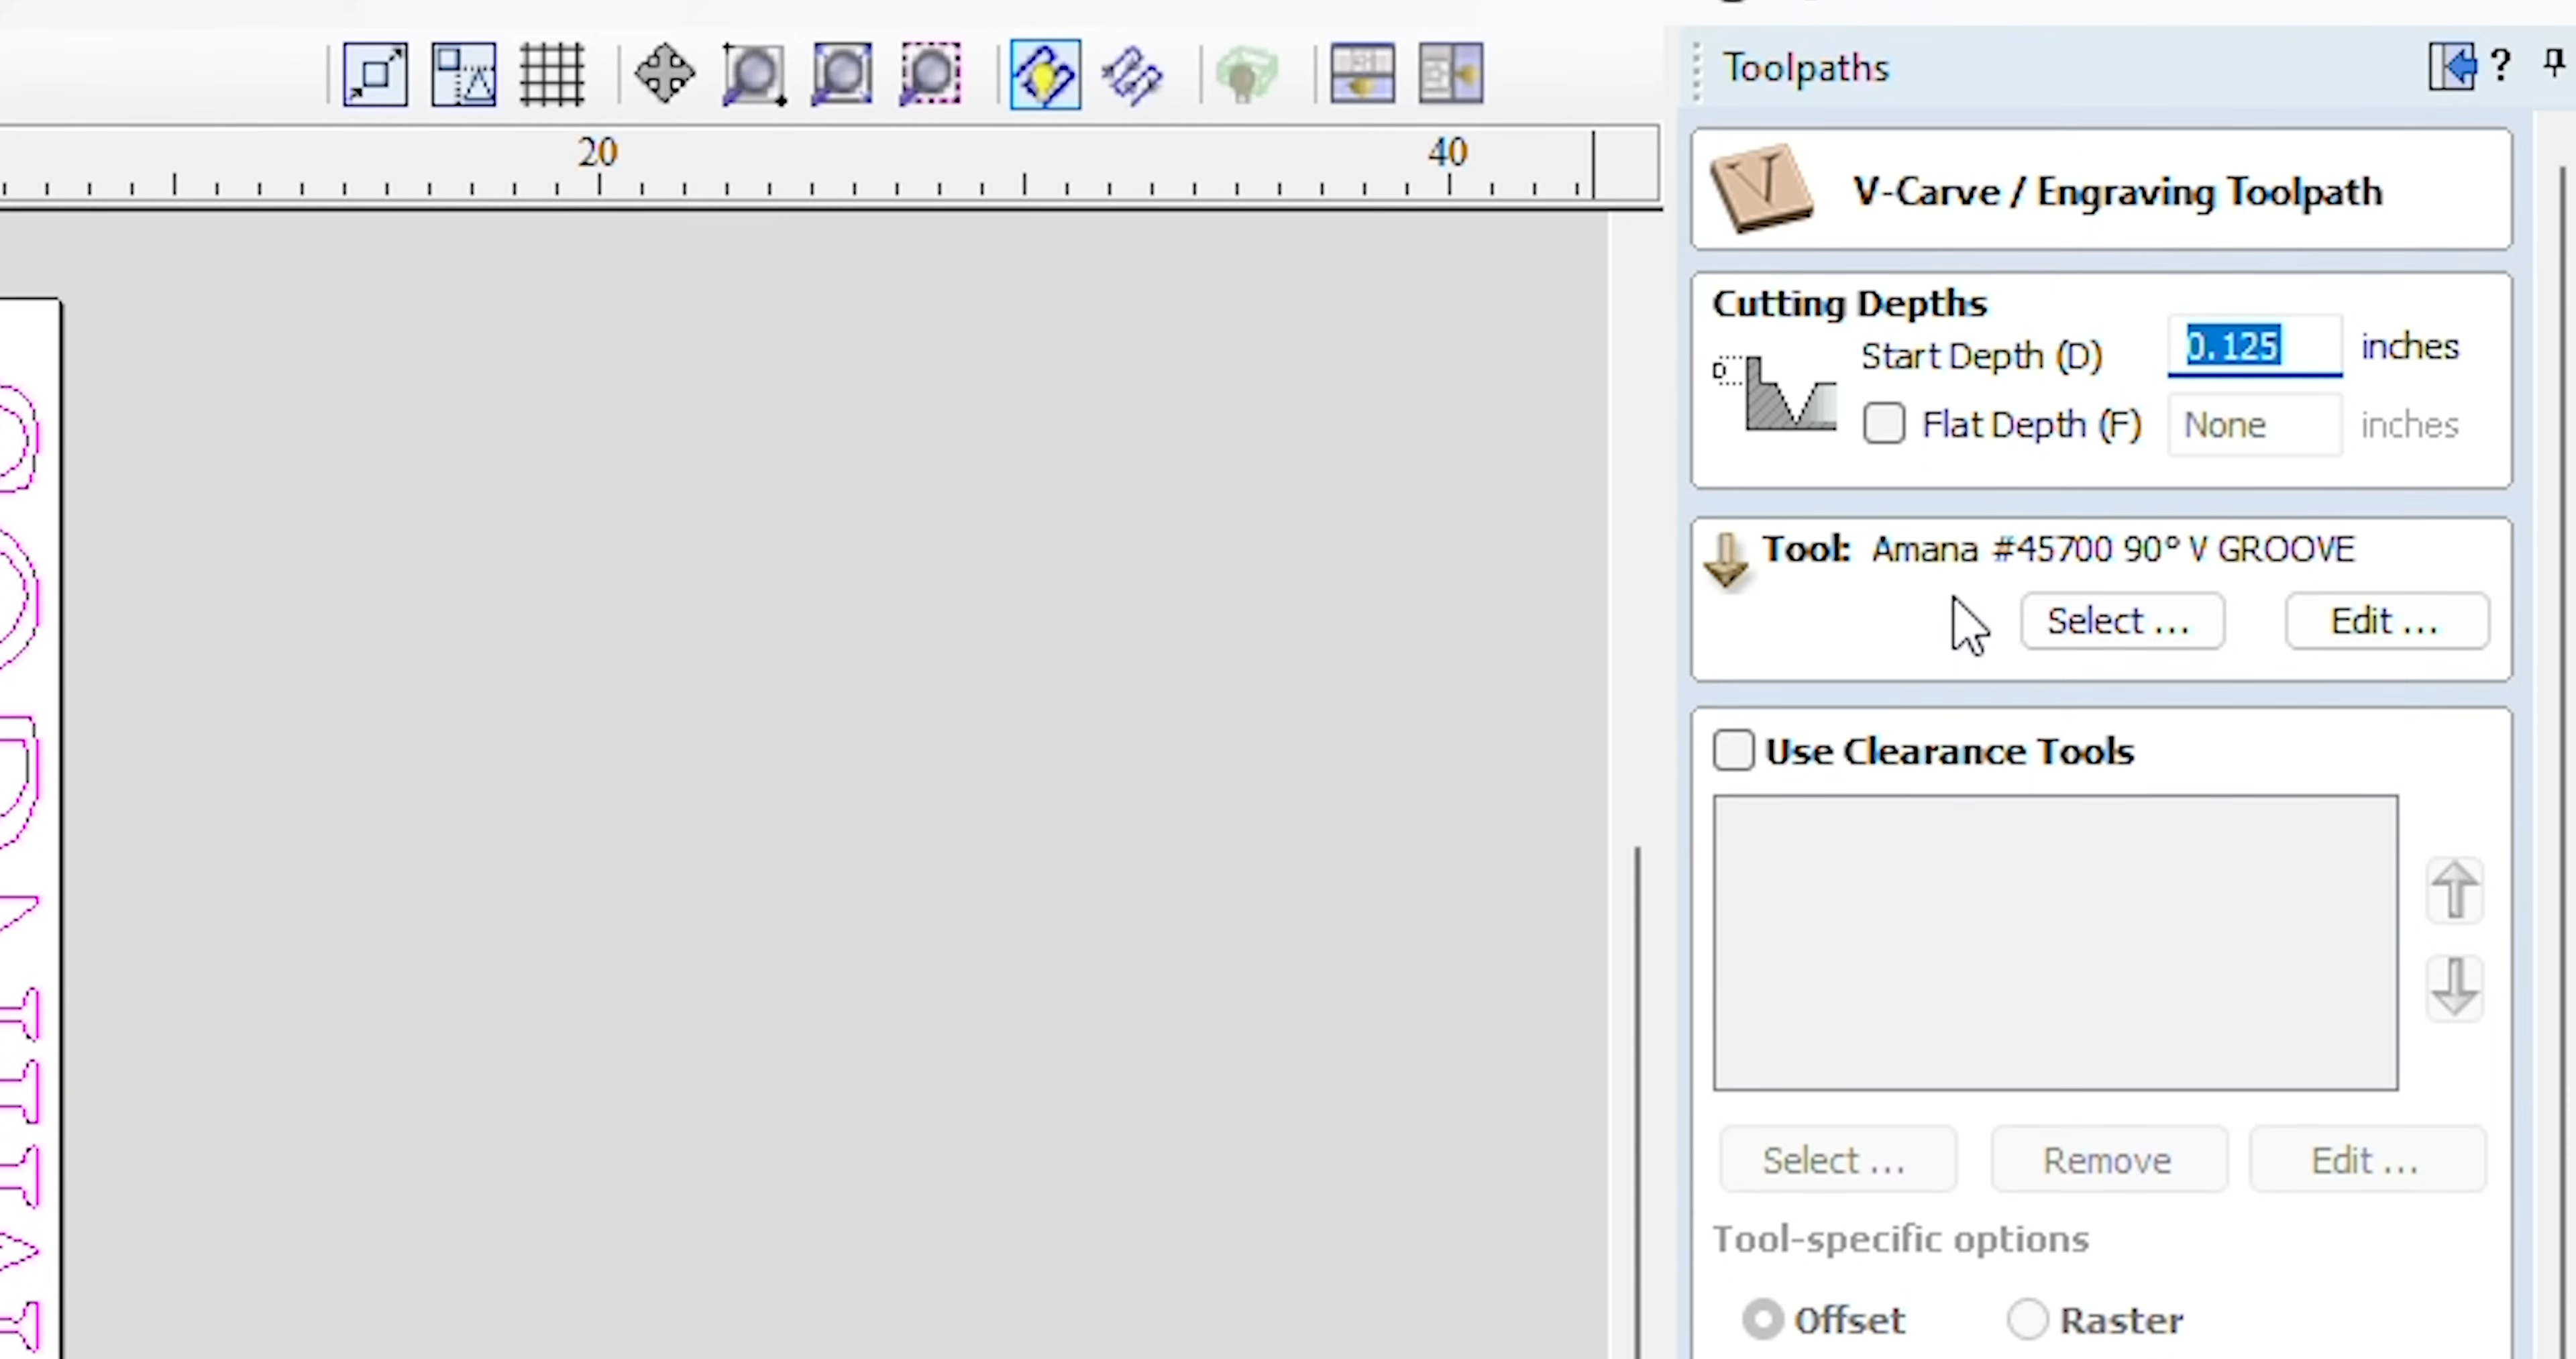 Toolpaths ?
20 40
V-Carve / Engraving Toolpath
V
Cutting Depths
D
Start Depth (D) 0.125 inches
Flat Depth (F) None inches
Tool: Amana #45700 90° V GROOVE
Select ... Edit ...
Use Clearance Tools
Select ... Remove Edit ...
Tool-specific options
Offset Raster